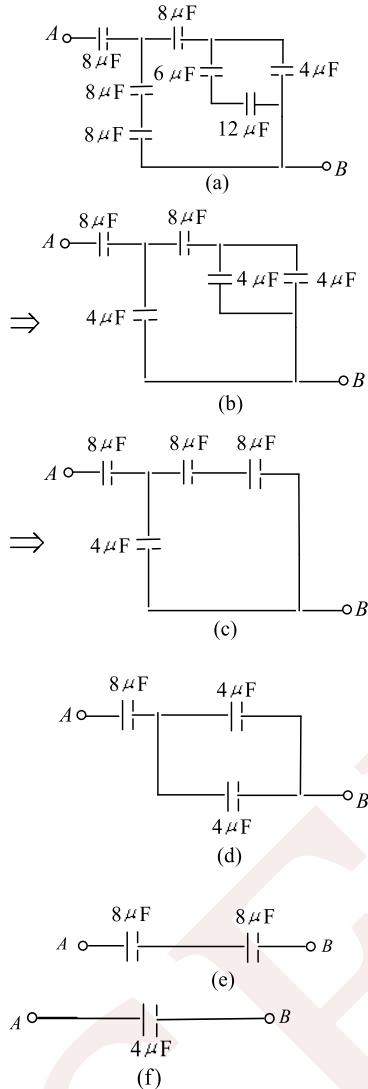 A 8μF 8μF
8μF 6μF 4μF
8μF 12μF
B
(a)
8μF 8μF
A
4μF 4μF
⇒ 4μF
B
(b)
8μF 8μF 8μF
A
⇒ 4μF
B
(c)
8μF 4μF
A
B
4μF
(d)
8μF 8μF
A B
(e)
A B
4μF
(f)